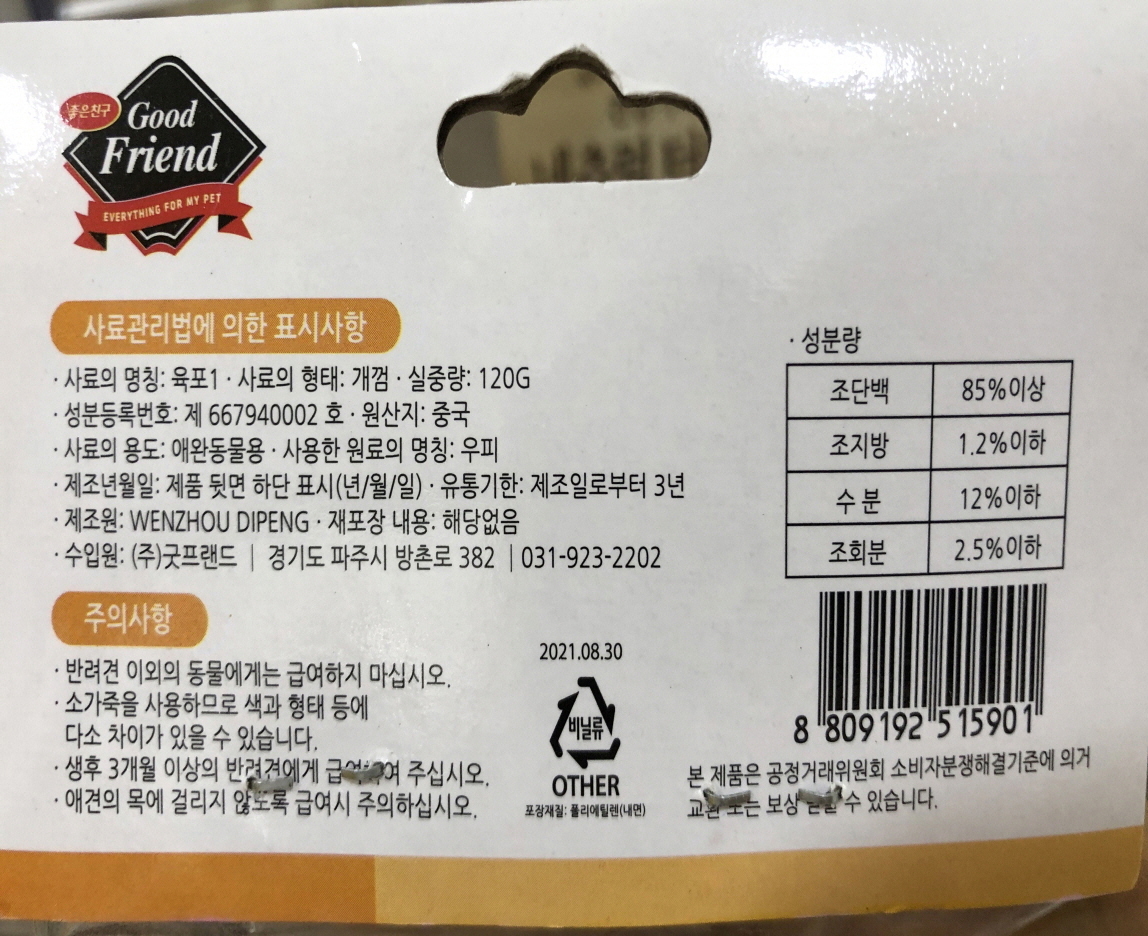 좋은친구
Good
Friend
EVERYTHING FOR MY PET
사료관리법에 의한 표시사항
· 사료의 명칭: 육포1 · 사료의 형태: 개껌 · 실중량: 120G
· 성분등록번호: 제 667940002 호 · 원산지: 중국
· 사료의 용도: 애완동물용 · 사용한 원료의 명칭: 우피
· 제조년월일: 제품 뒷면 하단 표시(년/월/일) · 유통기한: 제조일로부터 3년
· 제조원: WENZHOU DIPENG · 재포장 내용: 해당없음
· 수입원: (주)굿프랜드 | 경기도 파주시 방촌로 382 | 031-923-2202
· 성분량
조단백 85%이상
조지방 1.2%이하
수 분 12%이하
조회분 2.5%이하
8 809192 515901
주의사항
· 반려견 이외의 동물에게는 급여하지 마십시오.
· 소가죽을 사용하므로 색과 형태 등에
다소 차이가 있을 수 있습니다.
· 생후 3개월 이상의 반려견에게 급여하여 주십시오.
· 애견의 목에 걸리지 않도록 급여시 주의하십시오.
2021.08.30
비닐류
OTHER
포장재질: 폴리에틸렌(내면)
본 제품은 공정거래위원회 소비자분쟁해결기준에 의거
교환 또는 보상 받을 수 있습니다.